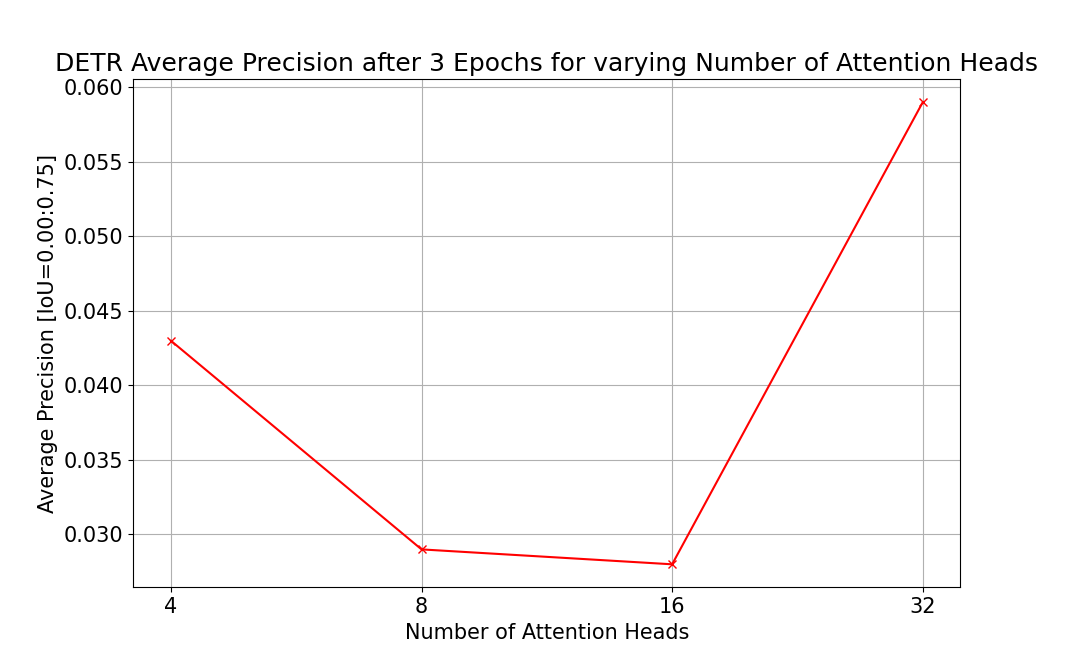 DETR Average Precision after 3 Epochs for varying Number of Attention Heads
0.060
0.055
0.050
0.045
0.040
0.035
0.030
Average Precision [IoU=0.00:0.75]
4 8 16 32
Number of Attention Heads